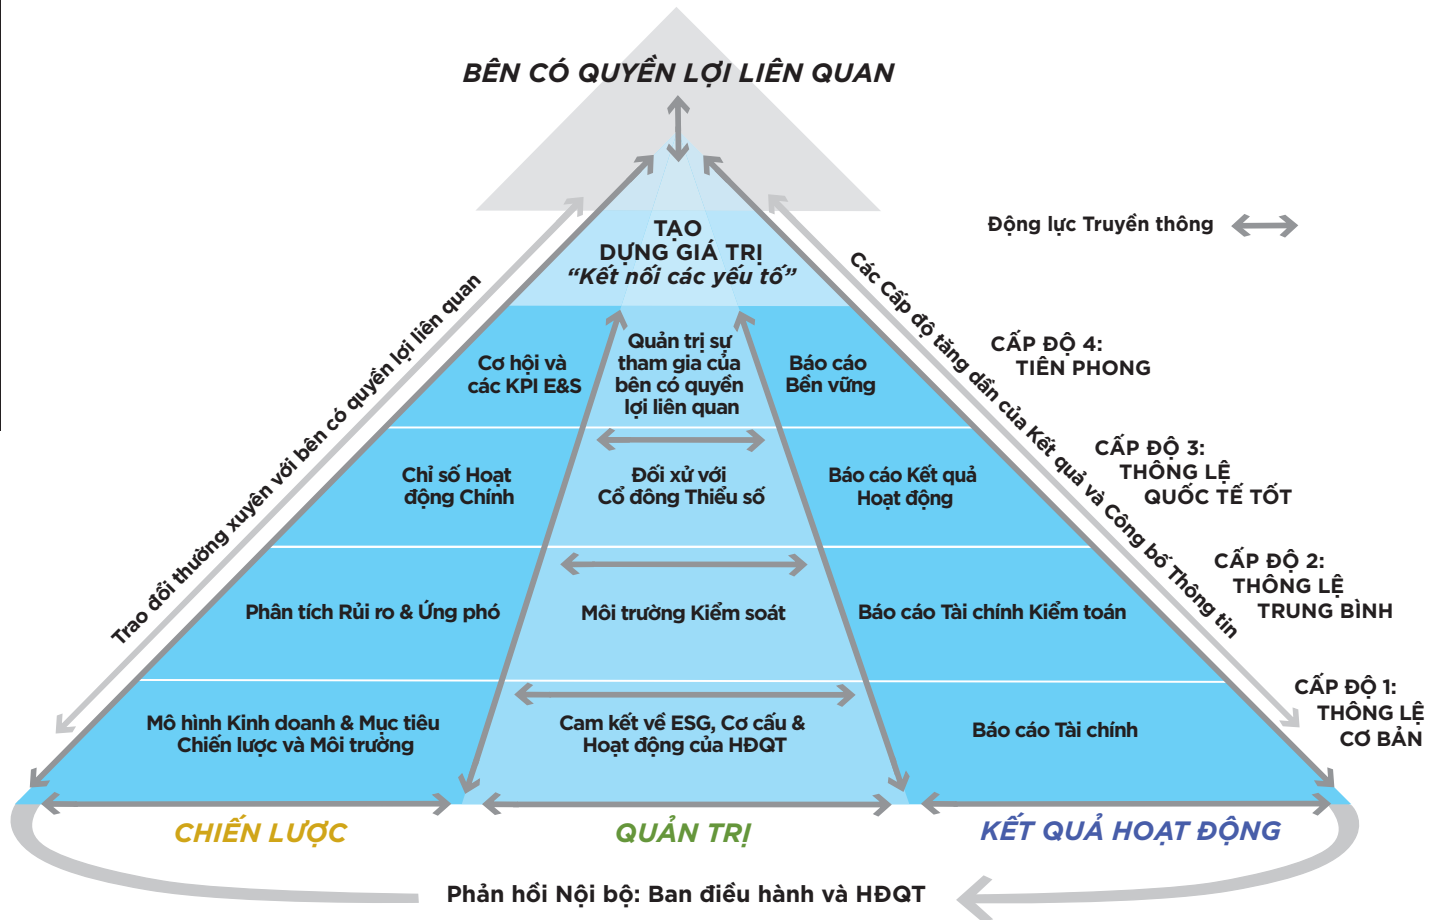 BÊN CÓ QUYỀN LỢI LIÊN QUAN
TẠO
DỰNG GIÁ TRỊ
“Kết nối các yếu tố”
Động lực Truyền thông
Trao đổi thường xuyên với bên có quyền lợi liên quan
Các Cấp độ tăng dần của Kết quả và Công bố Thông tin
Cơ hội và
các KPI E&S
Quản trị sự
tham gia của
bên có quyền
lợi liên quan
Báo cáo
Bền vững
CẤP ĐỘ 4:
TIÊN PHONG
Chỉ số Hoạt
động Chính
Đối xử với
Cổ đông Thiểu số
Báo cáo Kết quả
Hoạt động
CẤP ĐỘ 3:
THÔNG LỆ
QUỐC TẾ TỐT
Phân tích Rủi ro & Ứng phó
Môi trường Kiểm soát
Báo cáo Tài chính Kiểm toán
CẤP ĐỘ 2:
THÔNG LỆ
TRUNG BÌNH
Mô hình Kinh doanh & Mục tiêu
Chiến lược và Môi trường
Cam kết về ESG, Cơ cấu &
Hoạt động của HĐQT
Báo cáo Tài chính
CẤP ĐỘ 1:
THÔNG LỆ
CƠ BẢN
CHIẾN LƯỢC
QUẢN TRỊ
KẾT QUẢ HOẠT ĐỘNG
Phản hồi Nội bộ: Ban điều hành và HĐQT